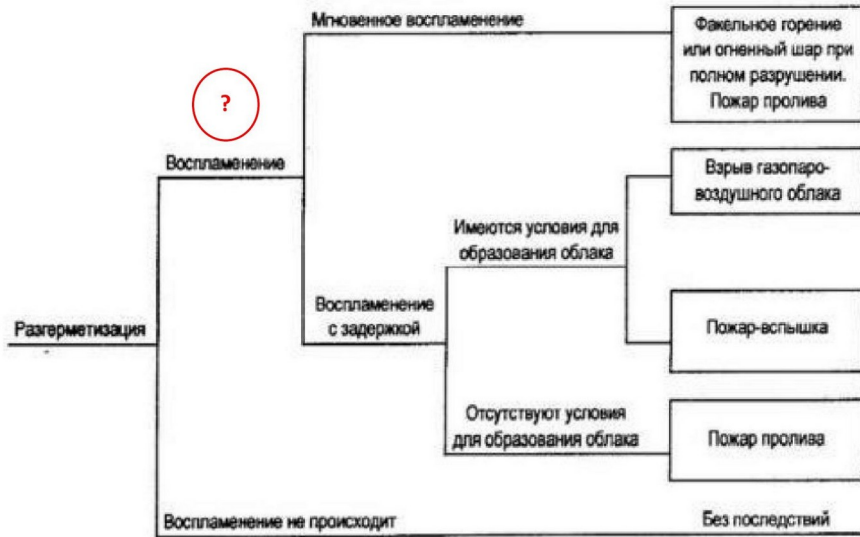 Мгновенное воспламенение
Факельное горение
или огненный шар при
полном разрушении.
Пожар пролива
?
Воспламенение
Взрыв газопаро-
воздушного облака
Имеются условия для
образования облака
Воспламенение
с задержкой
Разгерметизация
Пожар-вспышка
Отсутствуют условия
для образования облака
Пожар пролива
Воспламенение не происходит
Без последствий